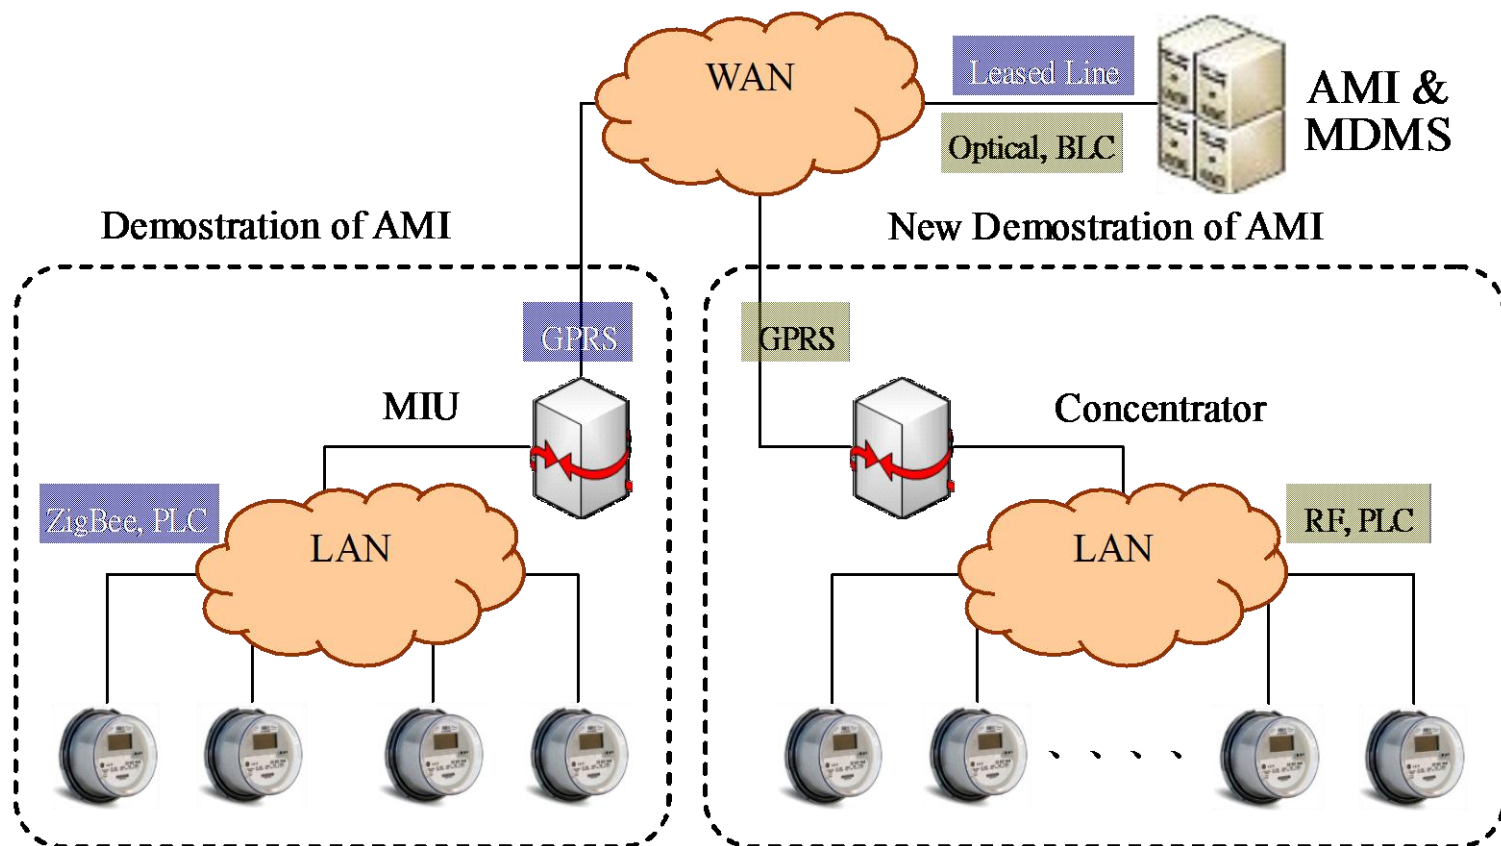 WAN
Leased Line
AMI &
MDMS
Optical, BLC
Demostration of AMI
New Demostration of AMI
GPRS
GPRS
MIU
Concentrator
ZigBee, PLC
LAN
LAN
RF, PLC
、、、、